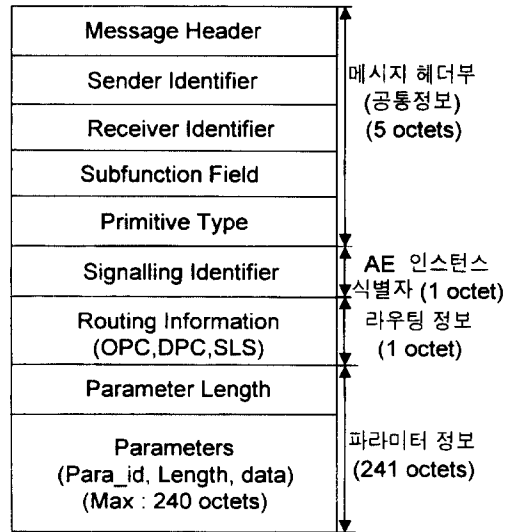 Message Header
Sender Identifier
Receiver Identifier
Subfunction Field
Primitive Type
메시지 헤더부
(공통정보)
(5 octets)
Signalling Identifier
AE 인스턴스
식별자 (1 octet)
Routing Information
(OPC,DPC,SLS)
라우팅 정보
(1 octet)
Parameter Length
Parameters
(Para_id, Length, data)
(Max : 240 octets)
파라미터 정보
(241 octets)